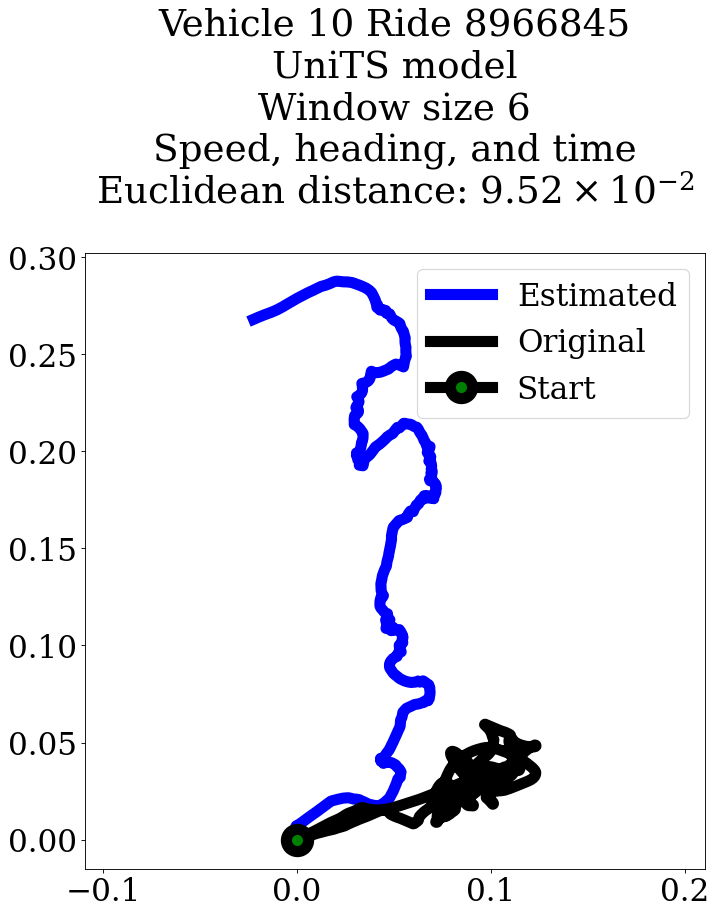 Vehicle 10 Ride 8966845
UniTS model
Window size 6
Speed, heading, and time
Euclidean distance: 9.52 × 10⁻²
0.30
0.25
0.20
0.15
0.10
0.05
0.00
Estimated
Original
Start
−0.1
0.0
0.1
0.2